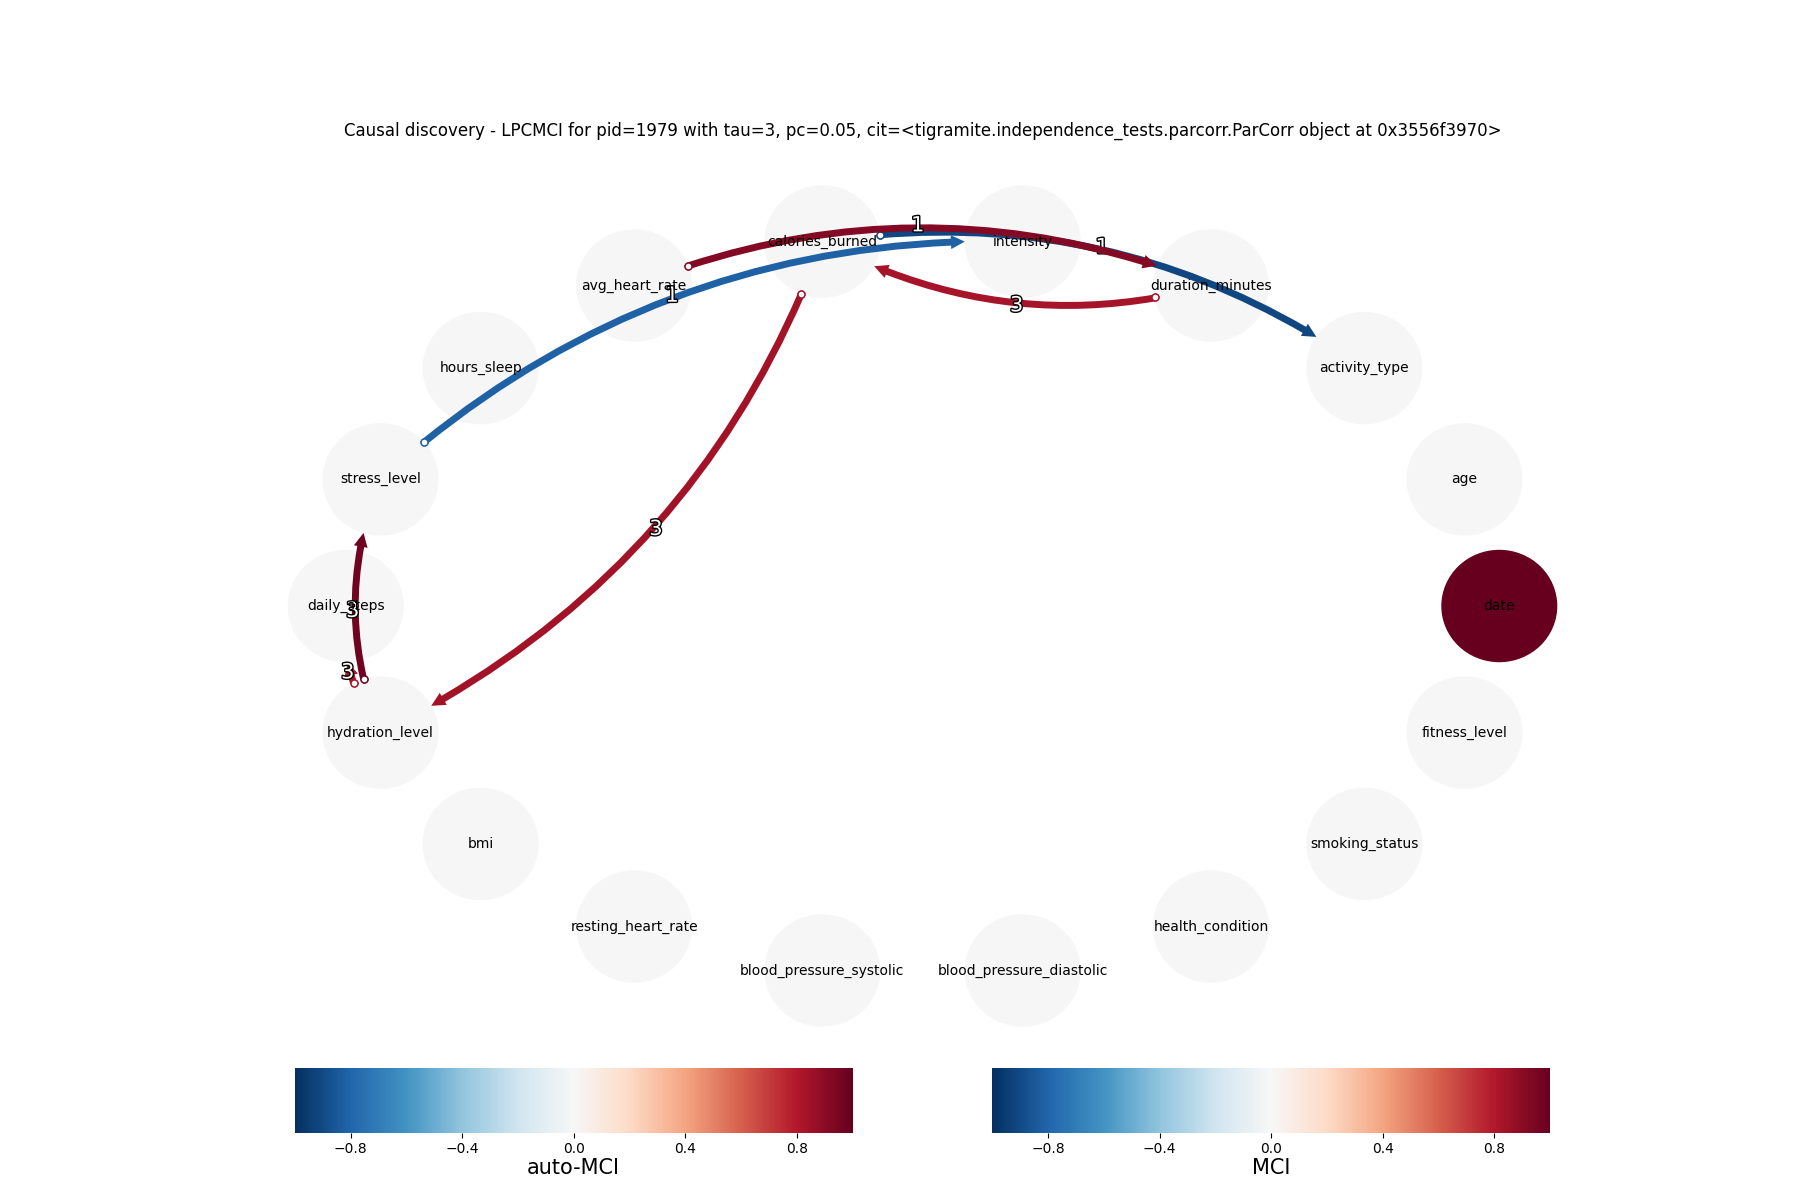 Causal discovery - LPCMCI for pid=1979 with tau=3, pc=0.05, cit=<tigramite.independence_tests.parcorr.ParCorr object at 0x3556f3970>
1
calories_burned
intensity
1
avg_heart_rate
1
duration_minutes
3
hours_sleep
activity_type
stress_level
age
3
daily_steps
3
date
3
hydration_level
fitness_level
bmi
smoking_status
resting_heart_rate
health_condition
blood_pressure_systolic
blood_pressure_diastolic
−0.8 −0.4 0.0 0.4 0.8
auto-MCI
−0.8 −0.4 0.0 0.4 0.8
MCI